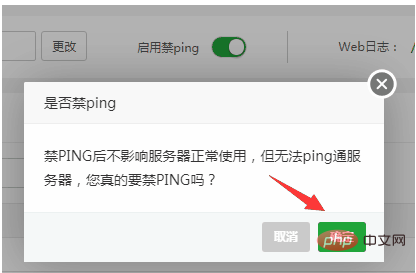 更改
启用禁ping
Web日志：
是否禁ping
禁PING后不影响服务器正常使用，但无法ping通服
务器，您真的要禁PING吗？
取消
php 中文网